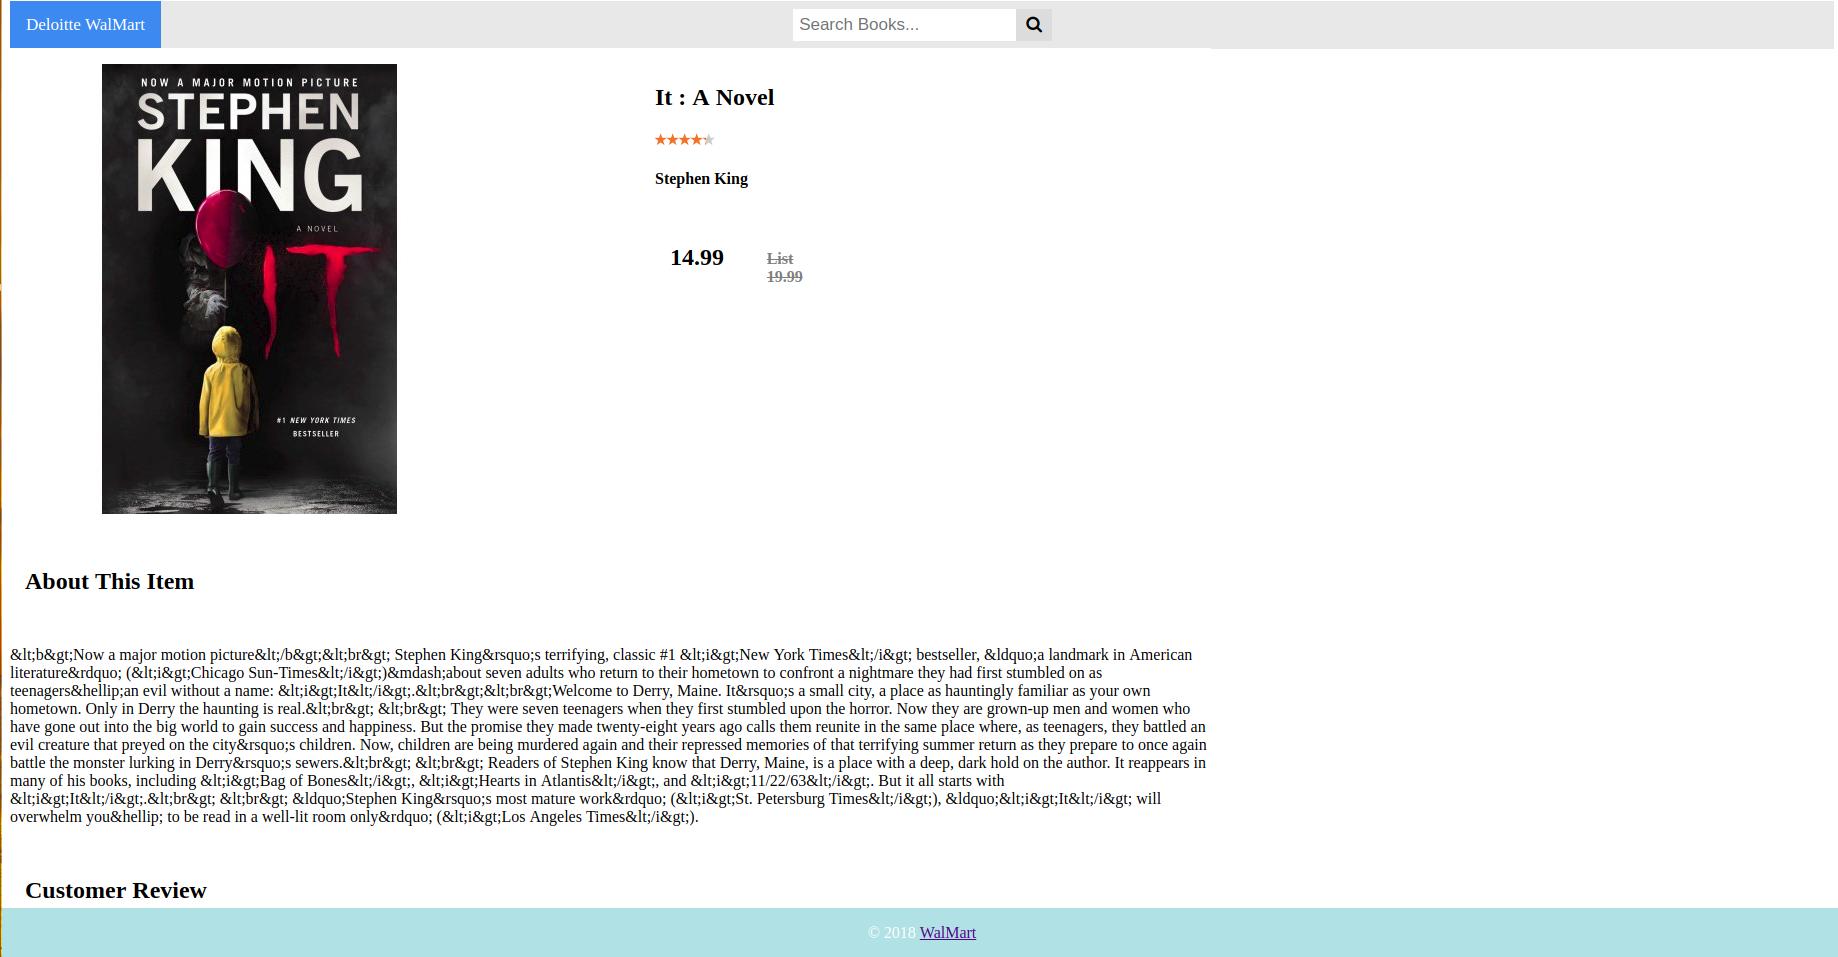 Deloitte WalMart
Search Books...
NOW A MAJOR MOTION PICTURE
STEPHEN
KING
A NOVEL
IT
#1 NEW YORK TIMES
BESTSELLER
It : A Novel
Stephen King
14.99
List
19.99
About This Item
&lt;b&gt;Now a major motion picture&lt;/b&gt;&lt;br&gt; Stephen King&rsquo;s terrifying, classic #1 &lt;i&gt;New York Times&lt;/i&gt; bestseller, &ldquo;a landmark in American
literature&rdquo; (&lt;i&gt;Chicago Sun-Times&lt;/i&gt;)&mdash;about seven adults who return to their hometown to confront a nightmare they had first stumbled on as
teenagers&hellip;an evil without a name: &lt;i&gt;It&lt;/i&gt;.&lt;br&gt;&lt;br&gt;Welcome to Derry, Maine. It&rsquo;s a small city, a place as hauntingly familiar as your own
hometown. Only in Derry the haunting is real.&lt;br&gt; &lt;br&gt; They were seven teenagers when they first stumbled upon the horror. Now they are grown-up men and women who
have gone out into the big world to gain success and happiness. But the promise they made twenty-eight years ago calls them reunite in the same place where, as teenagers, they battled an
evil creature that preyed on the city&rsquo;s children. Now, children are being murdered again and their repressed memories of that terrifying summer return as they prepare to once again
battle the monster lurking in Derry&rsquo;s sewers.&lt;br&gt; &lt;br&gt; Readers of Stephen King know that Derry, Maine, is a place with a deep, dark hold on the author. It reappears in
many of his books, including &lt;i&gt;Bag of Bones&lt;/i&gt;, &lt;i&gt;Hearts in Atlantis&lt;/i&gt;, and &lt;i&gt;11/22/63&lt;/i&gt;. But it all starts with
&lt;i&gt;It&lt;/i&gt;.&lt;br&gt; &lt;br&gt; &ldquo;Stephen King&rsquo;s most mature work&rdquo; (&lt;i&gt;St. Petersburg Times&lt;/i&gt;), &ldquo;&lt;i&gt;It&lt;/i&gt; will
overwhelm you&hellip; to be read in a well-lit room only&rdquo; (&lt;i&gt;Los Angeles Times&lt;/i&gt;).
Customer Review
© 2018 WalMart